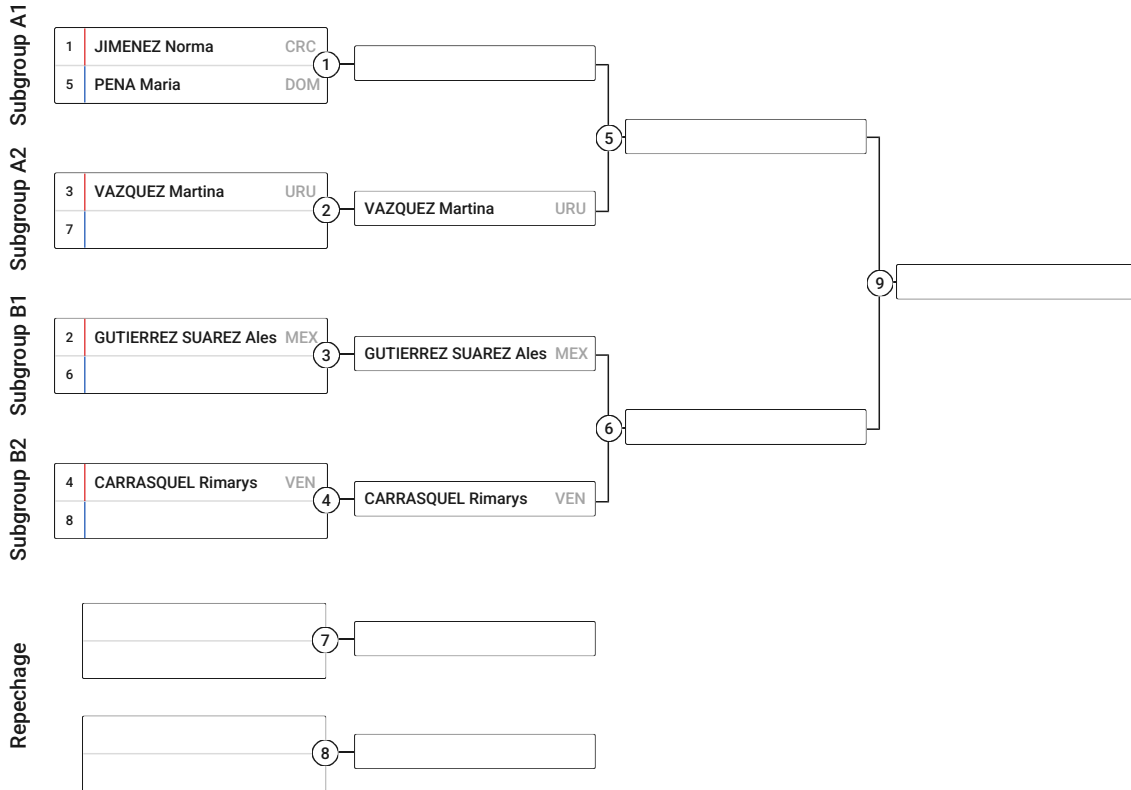 Subgroup A1
1 JIMENEZ Norma CRC
5 PENA Maria DOM
1
Subgroup A2
3 VAZQUEZ Martina URU
7
2
VAZQUEZ Martina URU
5
Subgroup B1
2 GUTIERREZ SUAREZ Ales MEX
6
3
GUTIERREZ SUAREZ Ales MEX
Subgroup B2
4 CARRASQUEL Rimarys VEN
8
4
CARRASQUEL Rimarys VEN
6
9
Repechage
7
8